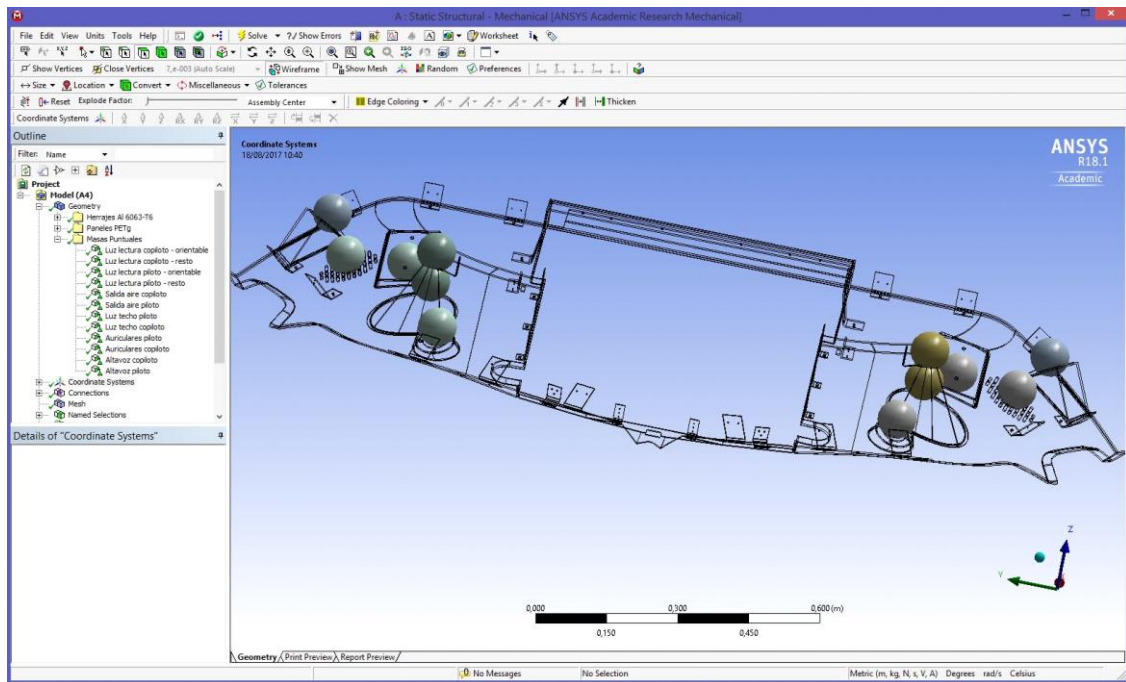 A : Static Structural - Mechanical [ANSYS Academic Research Mechanical]
File Edit View Units Tools Help Solve ?/ Show Errors Worksheet
Show Vertices Close Vertices 7,e-003 (Auto Scale) Wireframe Show Mesh Random Preferences
Size Location Convert Miscellaneous Tolerances
Reset Explode Factor: Assembly Center Edge Coloring Thicken
Coordinate Systems
Outline
Filter: Name
Project
Model (A4)
Geometry
Herrajes Al 6063-T6
Paneles PETg
Masas Puntuales
Luz lectura copiloto - orientable
Luz lectura copiloto - resto
Luz lectura piloto - orientable
Luz lectura piloto - resto
Salida aire copiloto
Salida aire piloto
Luz techo piloto
Luz techo copiloto
Auriculares piloto
Auriculares copiloto
Altavoz copiloto
Altavoz piloto
Coordinate Systems
Connections
Mesh
Named Selections
Details of "Coordinate Systems"
Coordinate Systems
18/08/2017 10:40
ANSYS
R18.1
Academic
Z
Y
0,000 0,300 0,600 (m)
0,150 0,450
Geometry Print Preview Report Preview
No Messages No Selection Metric (m, kg, N, s, V, A) Degrees rad/s Celsius